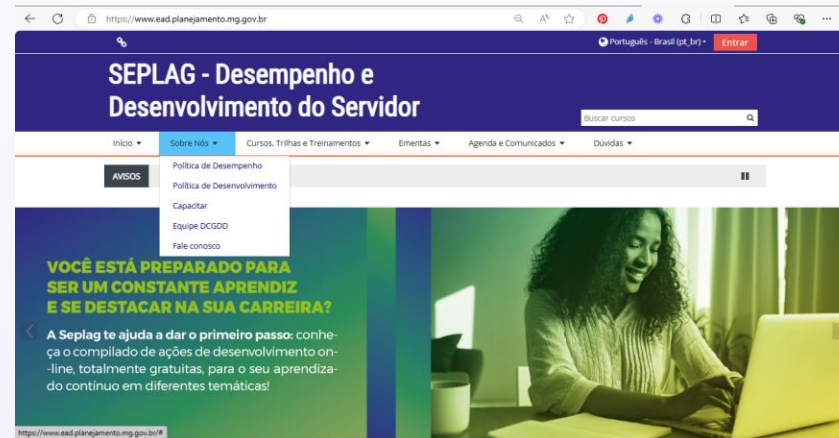 https://www.ead.planejamento.mg.gov.br
Português - Brasil (pt_br)
Entrar
SEPLAG - Desempenho e
Desenvolvimento do Servidor
Buscar cursos
Início
Sobre Nós
Cursos, Trilhas e Treinamentos
Ementas
Agenda e Comunicados
Dúvidas
Política de Desempenho
AVISOS
Política de Desenvolvimento
Capacitar
Equipe DCGDD
Fale conosco
VOCÊ ESTÁ PREPARADO PARA
SER UM CONSTANTE APRENDIZ
E SE DESTACAR NA SUA CARREIRA?
A Seplag te ajuda a dar o primeiro passo: conhe-
ça o compilado de ações de desenvolvimento on-
-line, totalmente gratuitas, para o seu aprendiza-
do contínuo em diferentes temáticas!
https://www.ead.planejamento.mg.gov.br/#